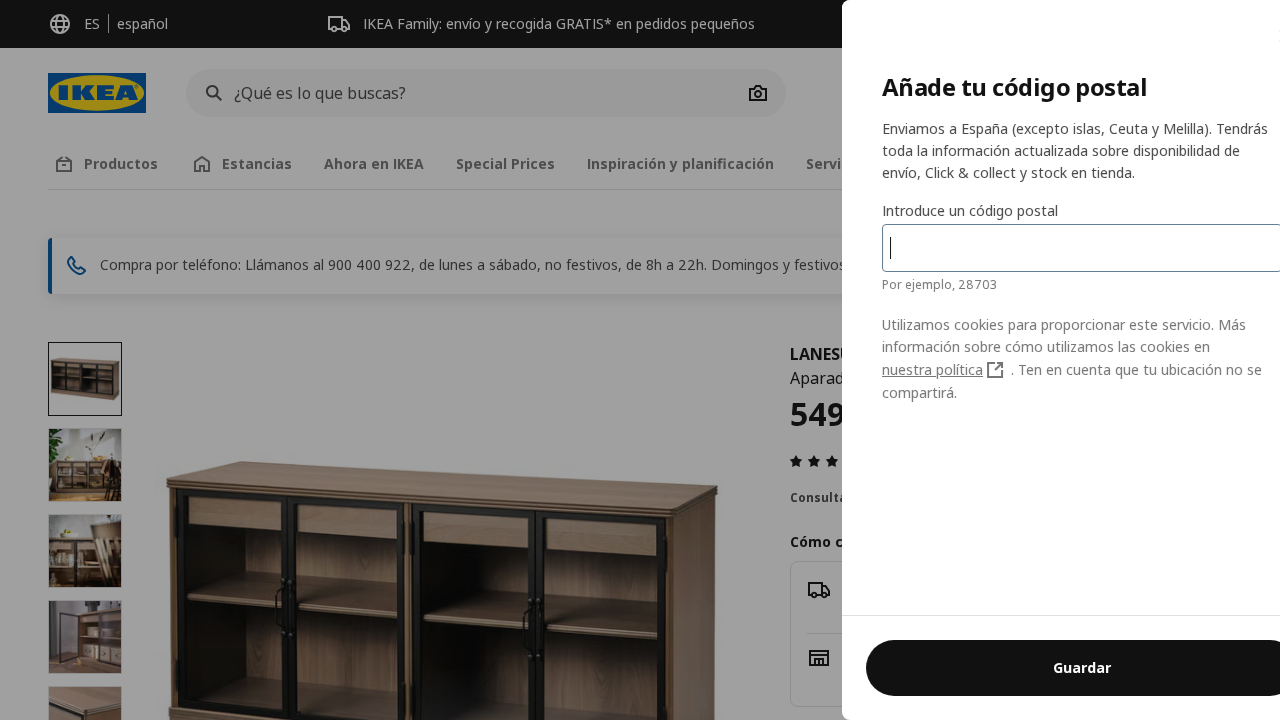 ES
español
IKEA Family: envío y recogida GRATIS* en pedidos pequeños
IKEA
¿Qué es lo que buscas?
Productos
Estancias
Ahora en IKEA
Special Prices
Inspiración y planificación
Compra por teléfono: Llámanos al 900 400 922, de lunes a sábado, no festivos, de 8h a 22h. Domingos y festivos
549
Cómo
Añade tu código postal
Enviamos a España (excepto islas, Ceuta y Melilla). Tendrás
toda la información actualizada sobre disponibilidad de
envío, Click & collect y stock en tienda.
Introduce un código postal
Por ejemplo, 28703
Utilizamos cookies para proporcionar este servicio. Más
información sobre cómo utilizamos las cookies en
nuestra política . Ten en cuenta que tu ubicación no se
compartirá.
Guardar